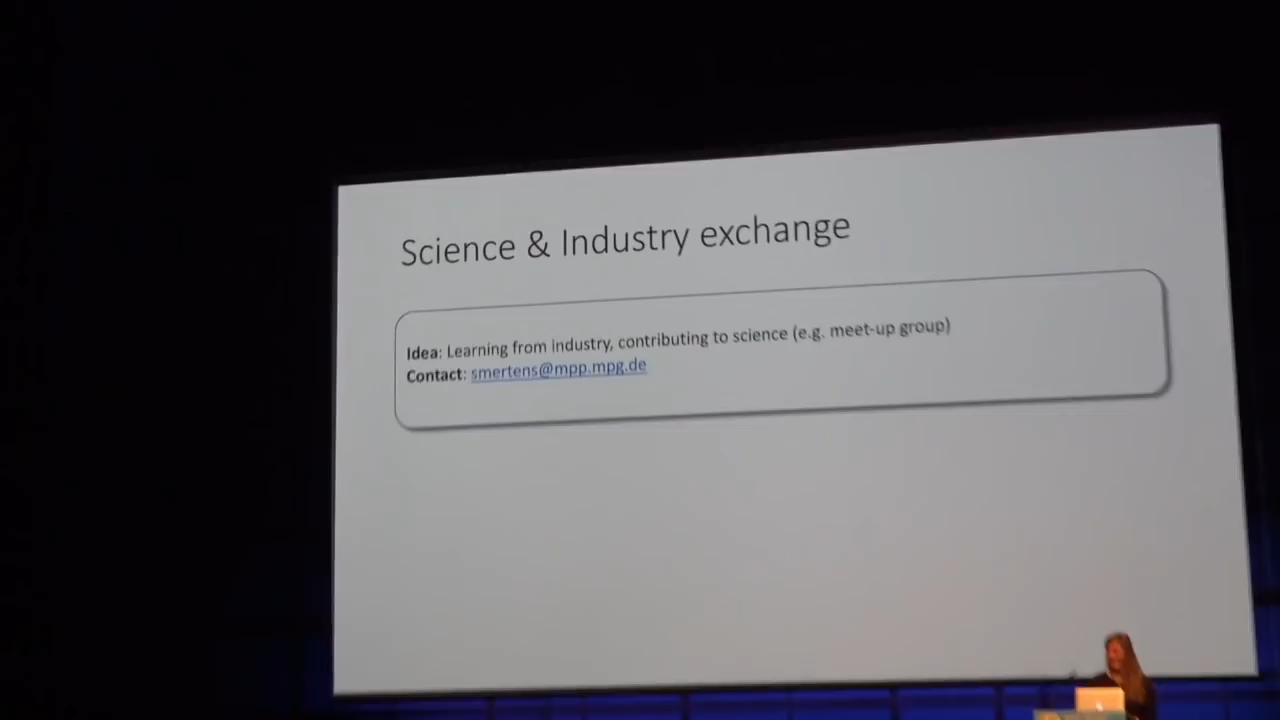 Science & Industry exchange
Idea: Learning from industry, contributing to science (e.g. meet-up group)
Contact: smertens@mpp.mpg.de